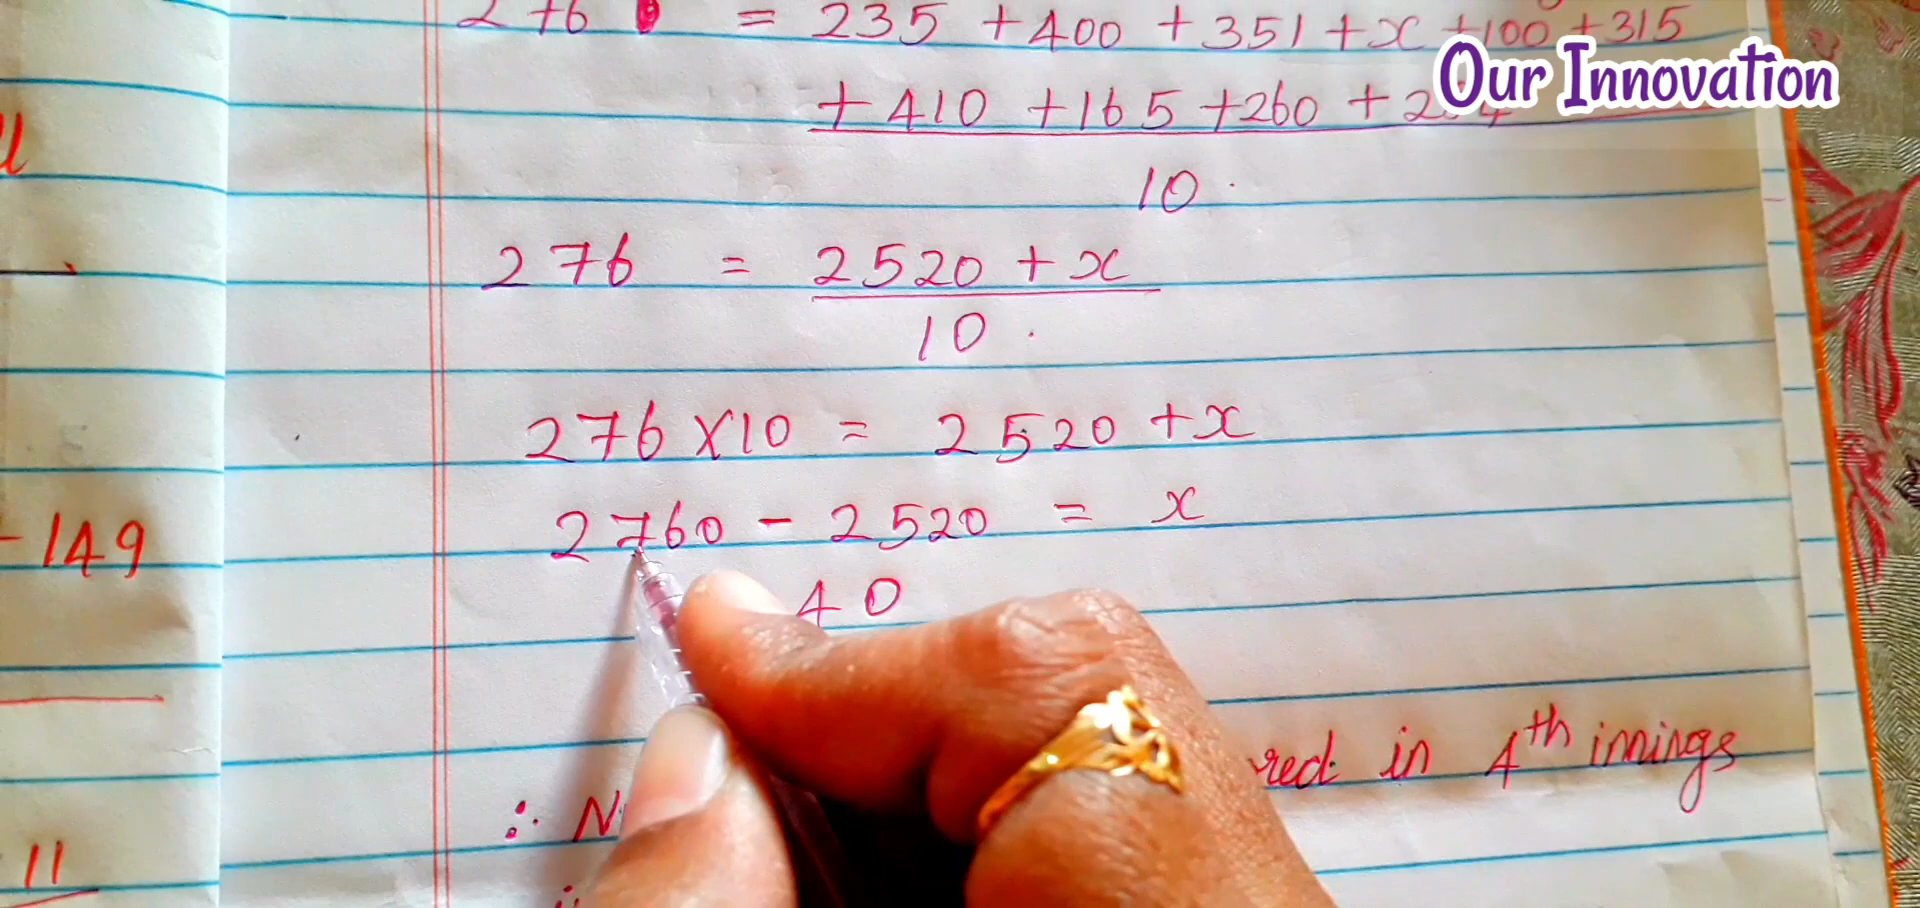 276 = 235 + 400 + 351 + x + 100 + 315
Our Innovation
+ 410 + 165 + 260 +
10
276 = 2520 + x
10
276 × 10 = 2520 + x
2760 - 2520 = x
-149
40
in 4th innings
∴
11